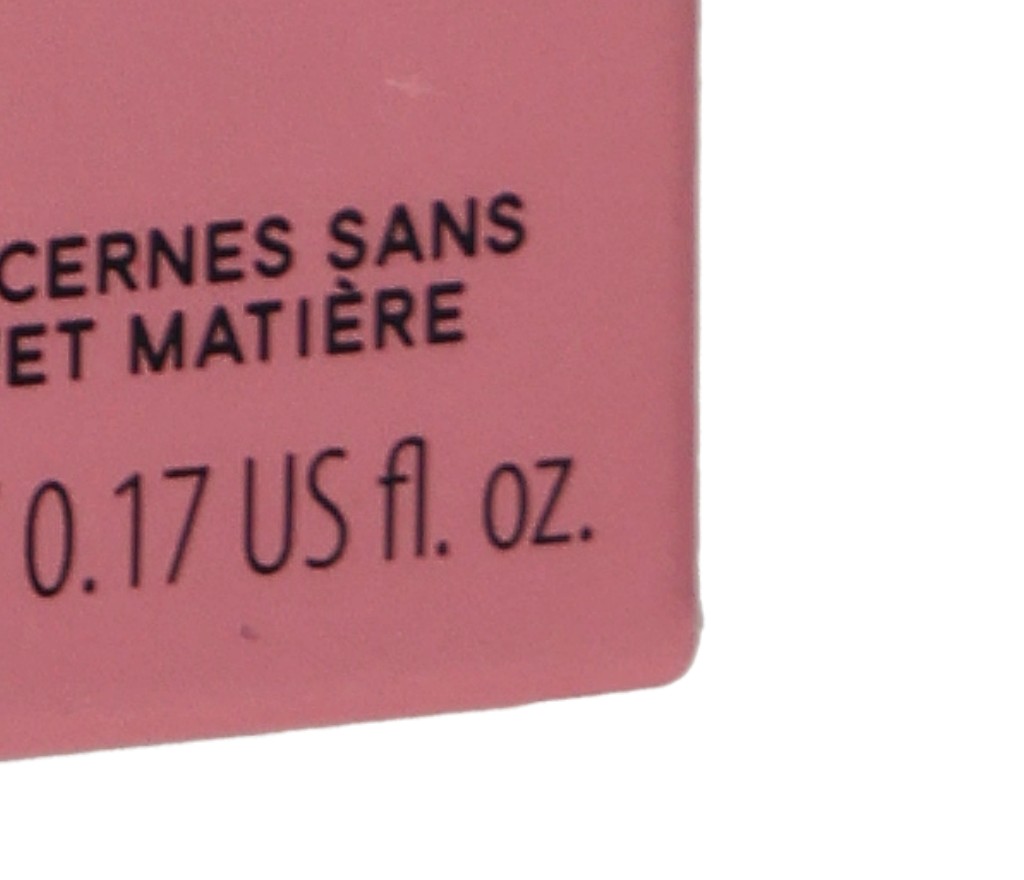 CERNES SANS
ET MATIÈRE
0.17 US fl. oz.